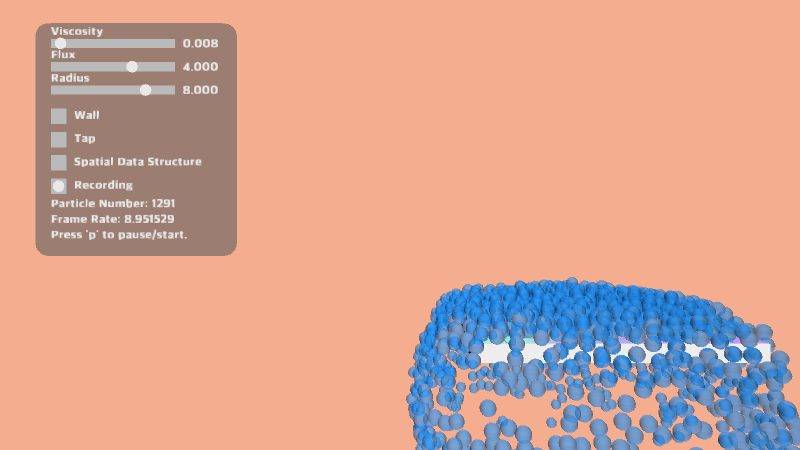 Viscosity
0.008
Flux
4.000
Radius
8.000
Wall
Tap
Spatial Data Structure
Recording
Particle Number: 1291
Frame Rate: 8.951529
Press 'p' to pause/start.